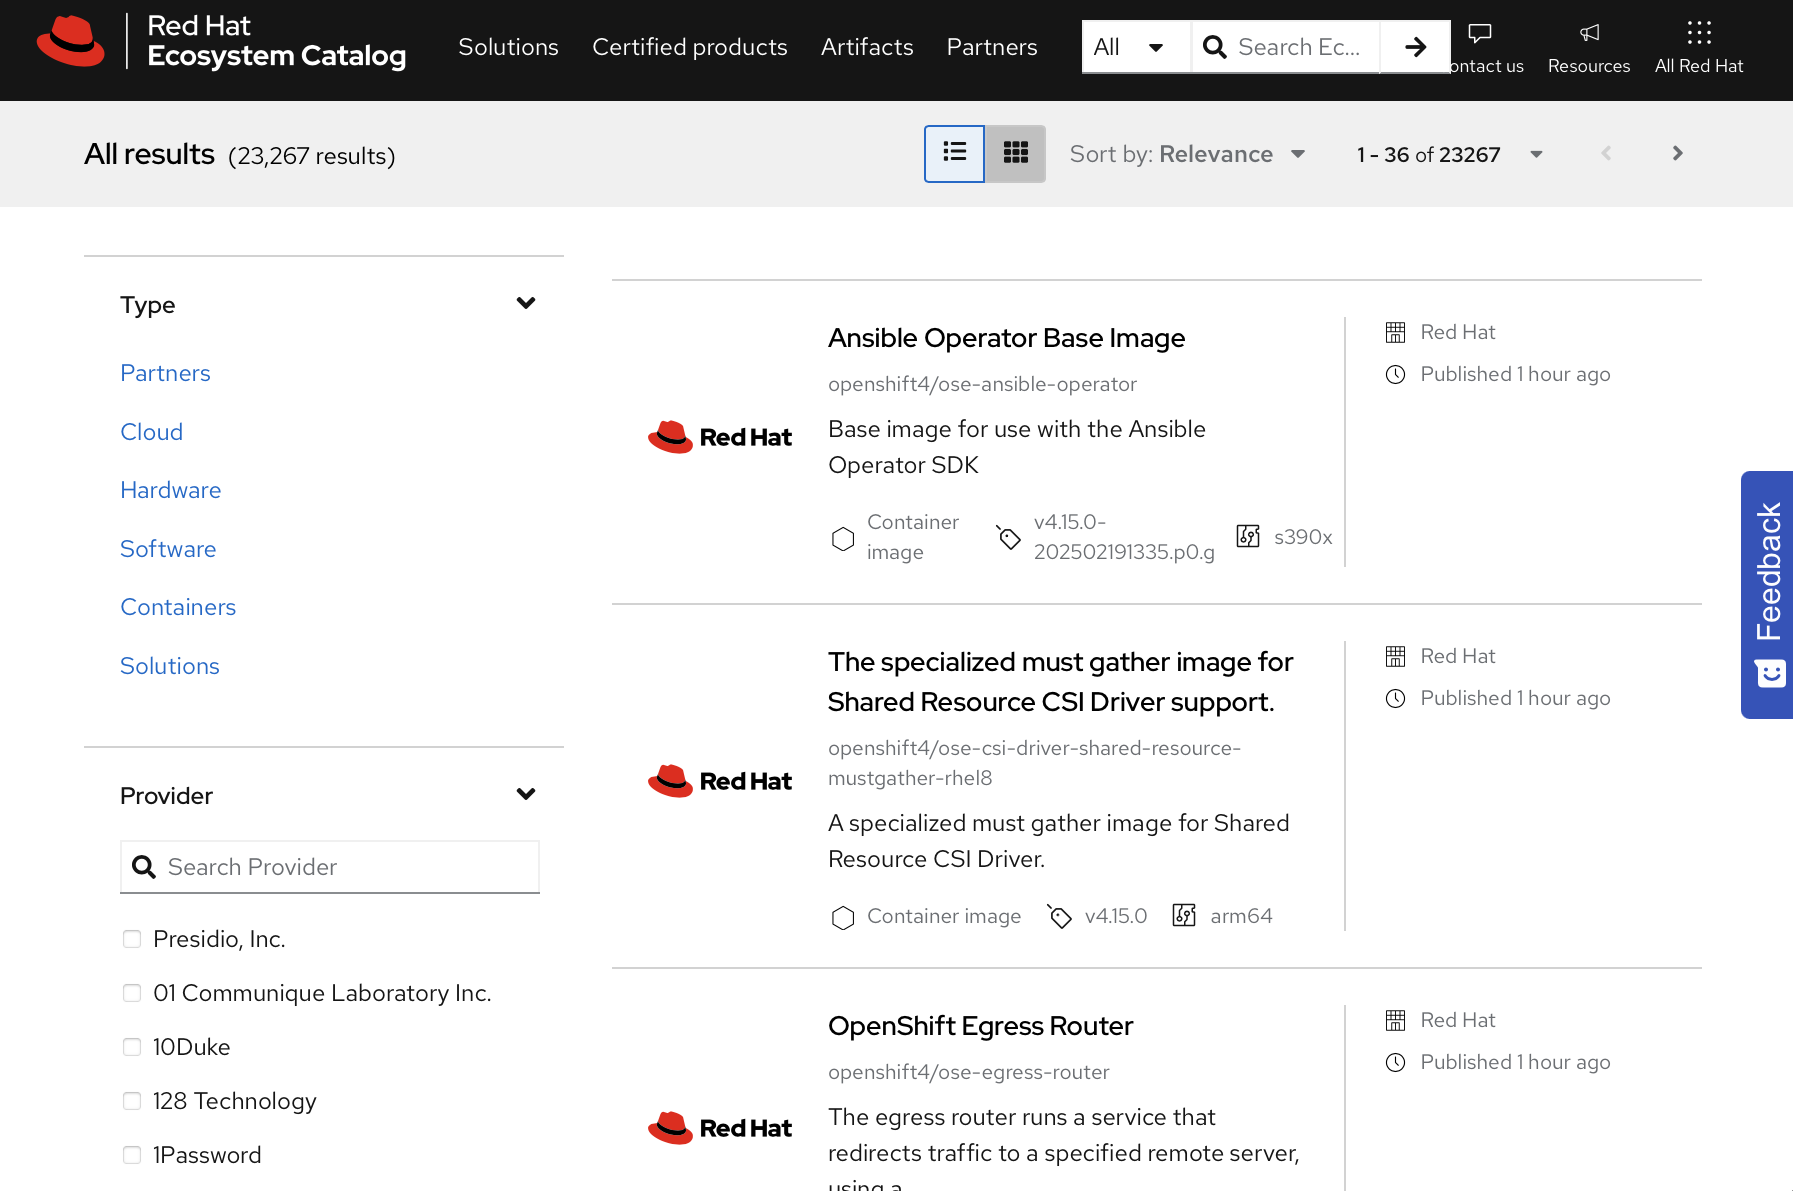 Red Hat
Ecosystem Catalog
Solutions
Certified products
Artifacts
Partners
All
Search Ec...
ontact us
Resources
All Red Hat
All results (23,267 results)
Sort by: Relevance
1 - 36 of 23267
Type
Partners
Cloud
Hardware
Software
Containers
Solutions
Provider
Search Provider
Presidio, Inc.
01 Communique Laboratory Inc.
10Duke
128 Technology
1Password
Red Hat
Ansible Operator Base Image
openshift4/ose-ansible-operator
Base image for use with the Ansible
Operator SDK
Container
image
v4.15.0-
202502191335.p0.g
s390x
Red Hat
Published 1 hour ago
Red Hat
The specialized must gather image for
Shared Resource CSI Driver support.
openshift4/ose-csi-driver-shared-resource-
mustgather-rhel8
A specialized must gather image for Shared
Resource CSI Driver.
Container image
v4.15.0
arm64
Red Hat
Published 1 hour ago
Red Hat
OpenShift Egress Router
openshift4/ose-egress-router
The egress router runs a service that
redirects traffic to a specified remote server,
using a
Red Hat
Published 1 hour ago
Feedback